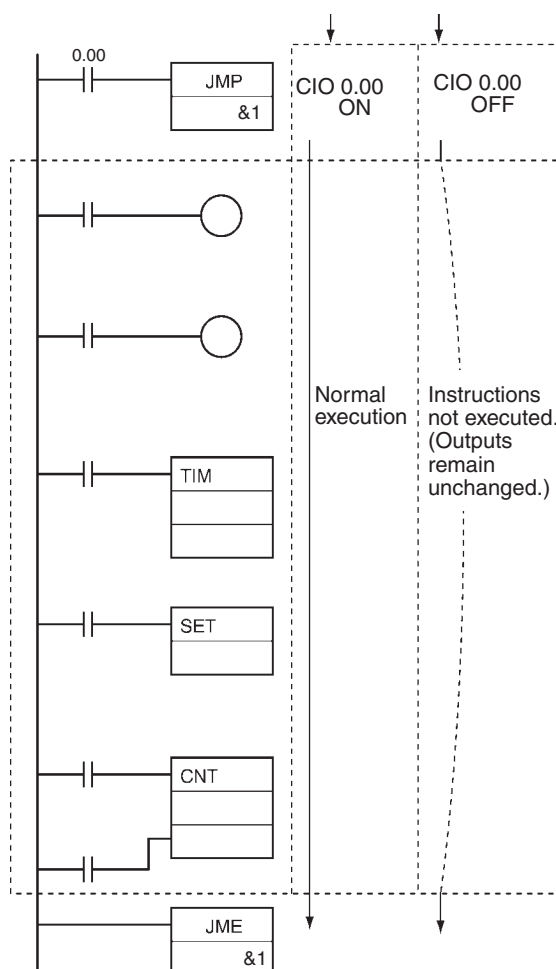 0.00
JMP
&1
CIO 0.00
ON
CIO 0.00
OFF
Normal
execution
Instructions
not executed.
(Outputs
remain
unchanged.)
TIM
SET
CNT
JME
&1